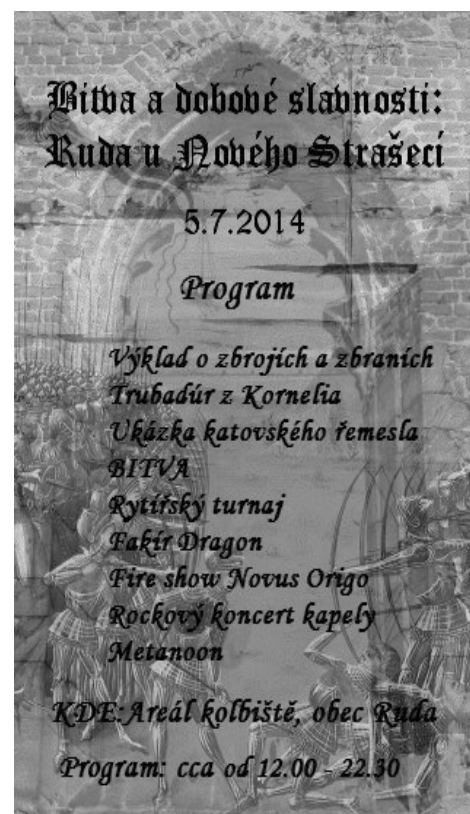 Bitva a dobové slavnosti:
Ruda u Nového Strašecí
5.7.2014
Program
Výklad o zbrojích a zbraních
Trubadúr z Kornelia
Ukázka katovského řemesla
BITVA
Rytířský turnaj
Fakír Dragon
Fire show Novus Origo
Rockový koncert kapely
Metanoon
KDE:Areál kolbiště, obec Ruda
Program: cca od 12.00 - 22.30